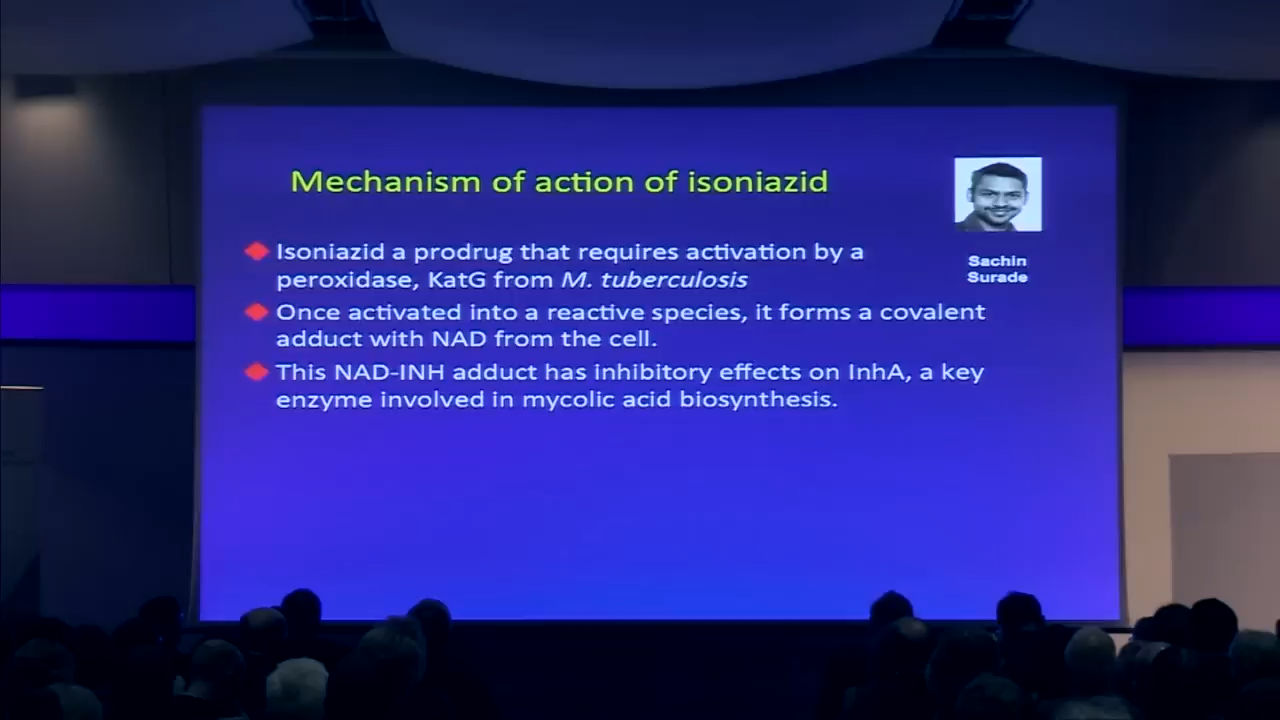 Mechanism of action of isoniazid
Sachin
Surade
Isoniazid a prodrug that requires activation by a
peroxidase, KatG from M. tuberculosis
Once activated into a reactive species, it forms a covalent
adduct with NAD from the cell.
This NAD-INH adduct has inhibitory effects on InhA, a key
enzyme involved in mycolic acid biosynthesis.